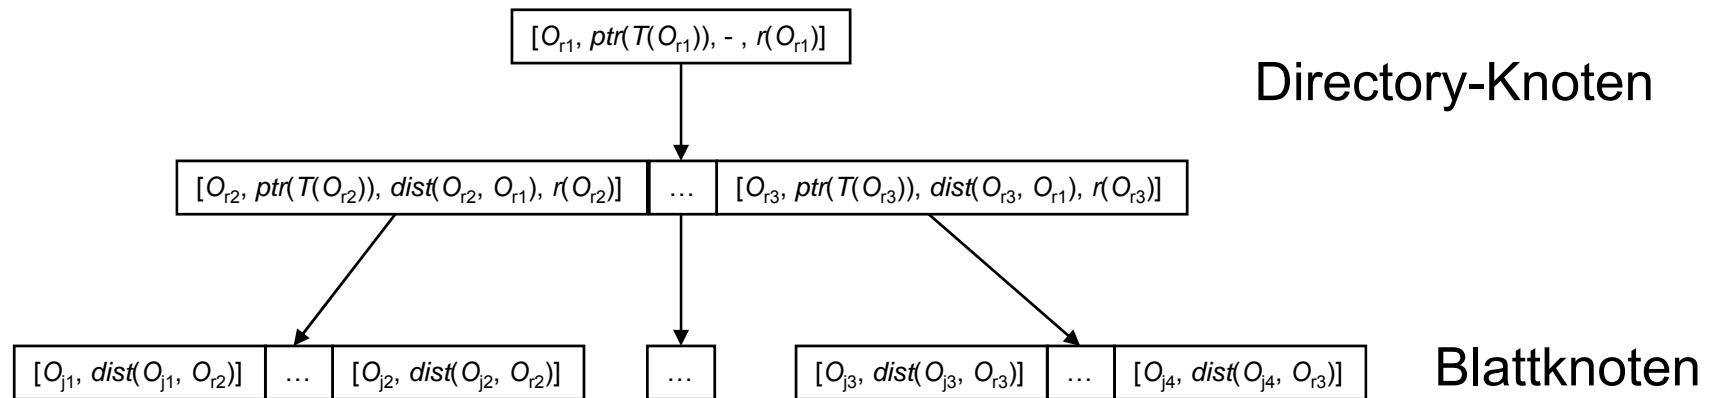 [O_r1, ptr(T(O_r1)), - , r(O_r1)]
Directory-Knoten
[O_r2, ptr(T(O_r2)), dist(O_r2, O_r1), r(O_r2)] … [O_r3, ptr(T(O_r3)), dist(O_r3, O_r1), r(O_r3)]
[O_j1, dist(O_j1, O_r2)] … [O_j2, dist(O_j2, O_r2)] … [O_j3, dist(O_j3, O_r3)] … [O_j4, dist(O_j4, O_r3)]
Blattknoten